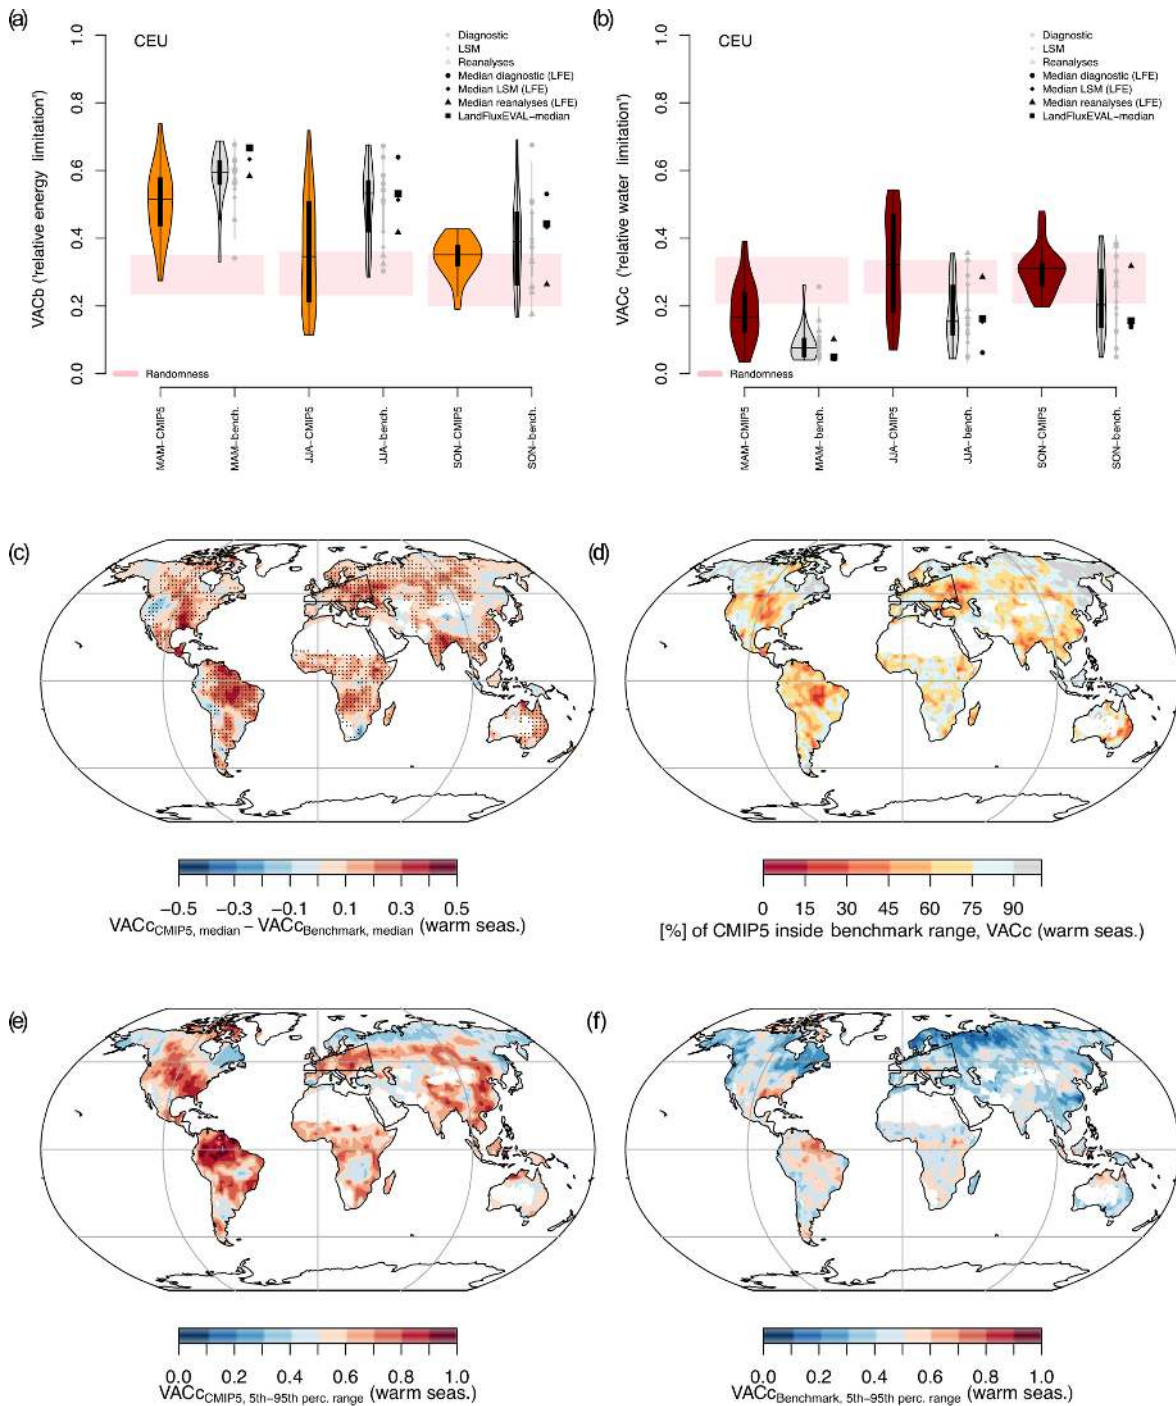 (a)
VACb ('relative energy limitation')
1.0
0.8
0.6
0.4
0.2
0.0
CEU
Diagnostic
LSM
Reanalyses
Median diagnostic (LFE)
Median LSM (LFE)
Median reanalyses (LFE)
LandFluxEVAL-median
Randomness
MAM-CMIP5
MAM-bench.
JJA-CMIP5
JJA-bench.
SON-CMIP5
SON-bench.
(b)
VACc ('relative water limitation')
1.0
0.8
0.6
0.4
0.2
0.0
CEU
Diagnostic
LSM
Reanalyses
Median diagnostic (LFE)
Median LSM (LFE)
Median reanalyses (LFE)
LandFluxEVAL-median
Randomness
MAM-CMIP5
MAM-bench.
JJA-CMIP5
JJA-bench.
SON-CMIP5
SON-bench.
(c)
-0.5 -0.3 -0.1 0.1 0.3 0.5
VACcCMIP5, median - VACcBenchmark, median (warm seas.)
(d)
0 15 30 45 60 75 90
[%] of CMIP5 inside benchmark range, VACc (warm seas.)
(e)
0.0 0.2 0.4 0.6 0.8 1.0
VACcCMIP5, 5th-95th perc. range (warm seas.)
(f)
0.0 0.2 0.4 0.6 0.8 1.0
VACcBenchmark, 5th-95th perc. range (warm seas.)